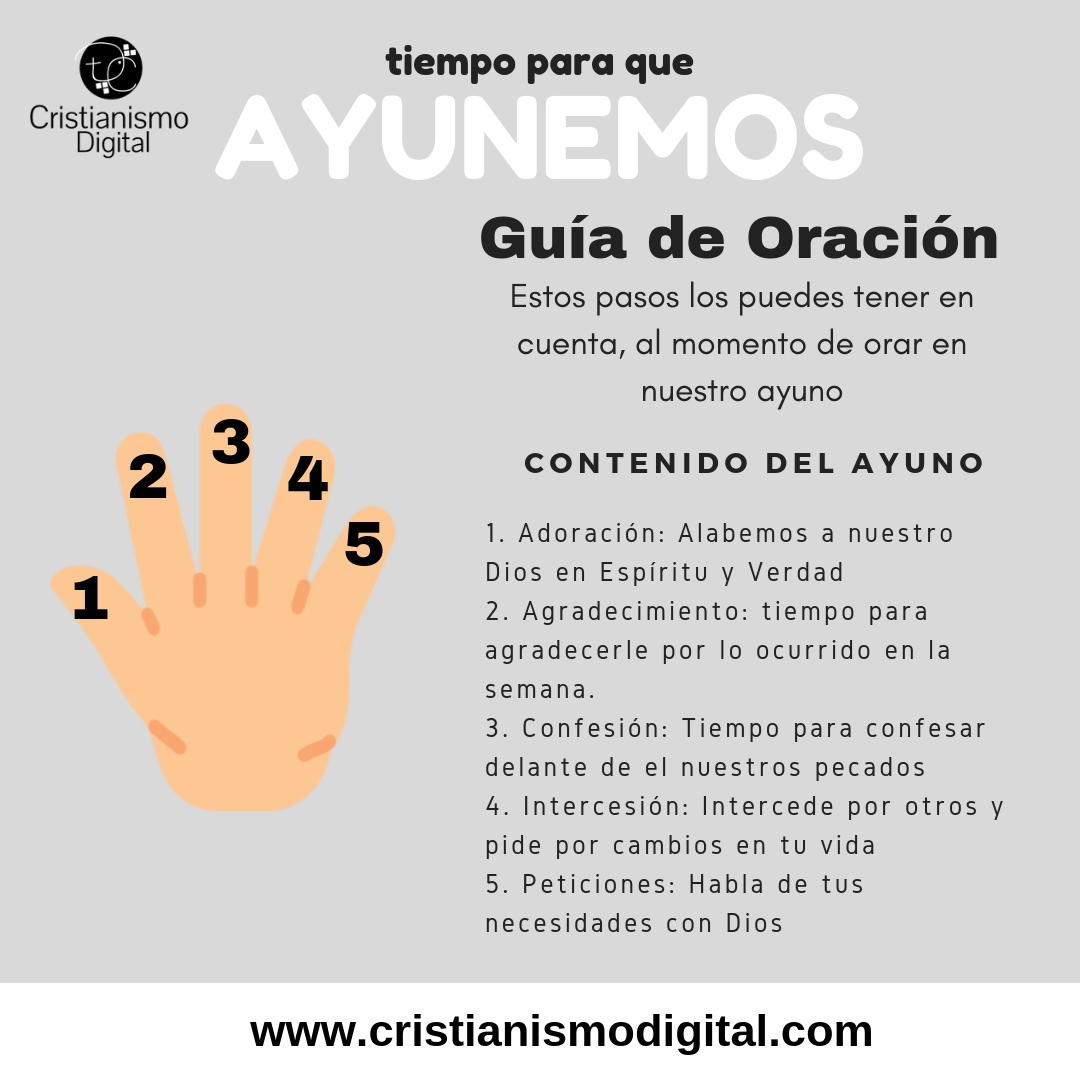 Cristianismo
Digital
tiempo para que
AYUNEMOS
Guía de Oración
Estos pasos los puedes tener en
cuenta, al momento de orar en
nuestro ayuno
CONTENIDO DEL AYUNO
1. Adoración: Alabemos a nuestro
Dios en Espíritu y Verdad
2. Agradecimiento: tiempo para
agradecerle por lo ocurrido en la
semana.
3. Confesión: Tiempo para confesar
delante de el nuestros pecados
4. Intercesión: Intercede por otros y
pide por cambios en tu vida
5. Peticiones: Habla de tus
necesidades con Dios
1
2
3
4
5
www.cristianismodigital.com